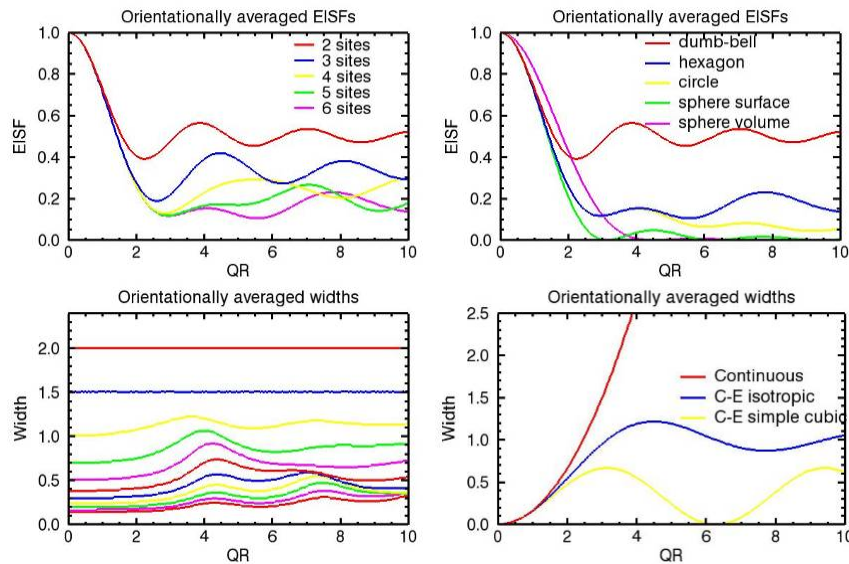 Orientationally averaged EISFs
1.0
0.8
0.6
0.4
0.2
0.0
EISF
2 sites
3 sites
4 sites
5 sites
6 sites
0 2 4 6 8 10
QR
Orientationally averaged EISFs
1.0
0.8
0.6
0.4
0.2
0.0
EISF
dumb-bell
hexagon
circle
sphere surface
sphere volume
0 2 4 6 8 10
QR
Orientationally averaged widths
2.0
1.5
1.0
0.5
0.0
Width
0 2 4 6 8 10
QR
Orientationally averaged widths
2.5
2.0
1.5
1.0
0.5
0.0
Width
Continuous
C-E isotropic
C-E simple cubic
0 2 4 6 8 10
QR